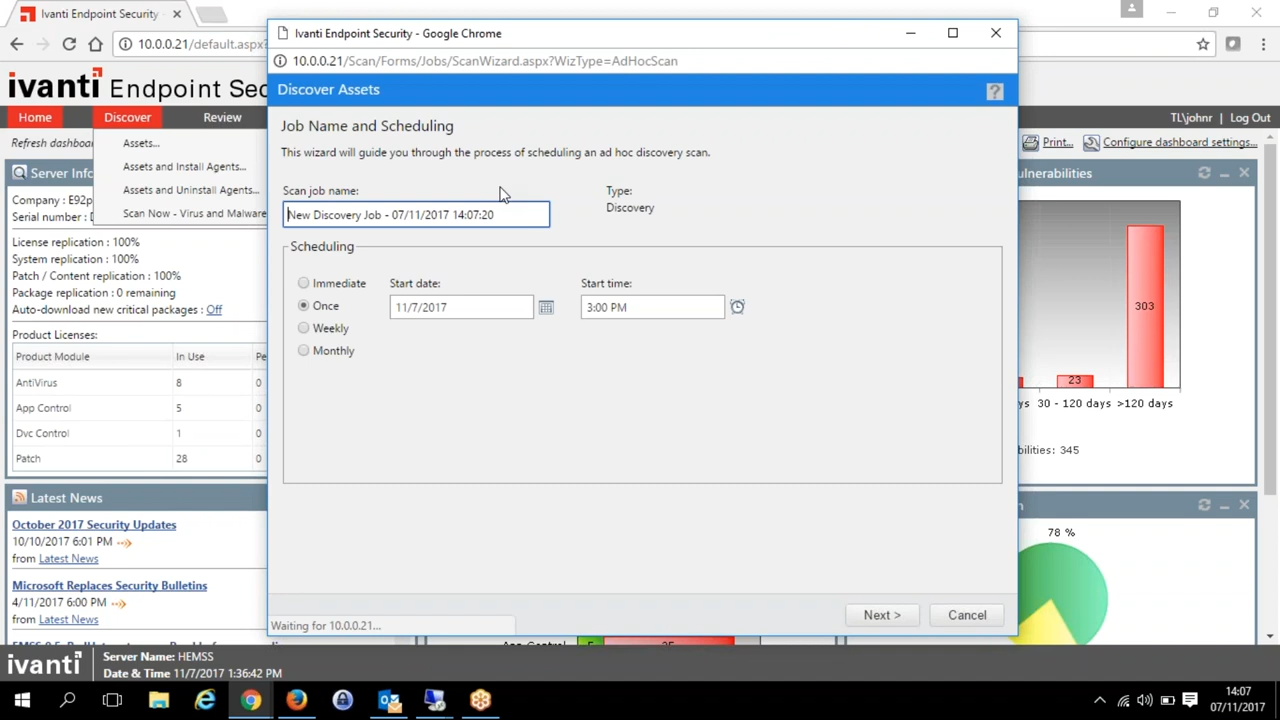 Ivanti Endpoint Security
10.0.0.21/default.aspx?
ivanti Endpoint Sec
Home Discover Review
TL\johnr | Log Out
Refresh dashboar
Print... Configure dashboard settings...
Assets...
Assets and Install Agents...
Assets and Uninstall Agents...
Scan Now - Virus and Malware
Server Info
Company : E92p
Serial number :
License replication : 100%
System replication : 100%
Patch / Content replication : 100%
Package replication : 0 remaining
Auto-download new critical packages : Off
Product Licenses:
Product Module In Use Pe
AntiVirus 8 0
App Control 5 0
Dvc Control 1 0
Patch 28 0
Latest News
October 2017 Security Updates
10/10/2017 6:01 PM
from Latest News
Microsoft Replaces Security Bulletins
4/11/2017 6:00 PM
from Latest News
Ivanti Endpoint Security - Google Chrome
10.0.0.21/Scan/Forms/Jobs/ScanWizard.aspx?WizType=AdHocScan
Discover Assets
?
Job Name and Scheduling
This wizard will guide you through the process of scheduling an ad hoc discovery scan.
Scan job name:
New Discovery Job - 07/11/2017 14:07:20
Type:
Discovery
Scheduling
Immediate
Once
Weekly
Monthly
Start date:
11/7/2017
Start time:
3:00 PM
Next > Cancel
Waiting for 10.0.0.21...
ulnerabilities
303
23
ys 30 - 120 days >120 days
bilities: 345
n
78 %
ivanti
Server Name: HEMSS
Date & Time 11/7/2017 1:36:42 PM
14:07
07/11/2017